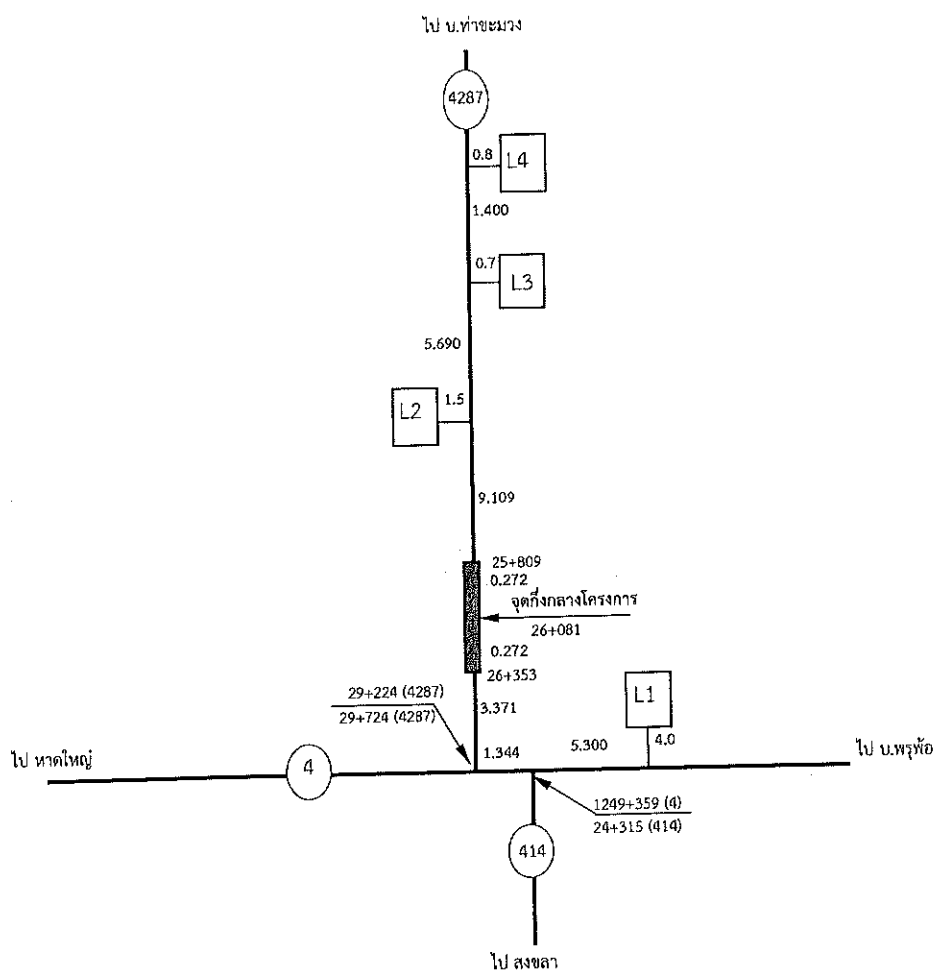 ไป บ.ท่าชะมวง
4287
0.8
L4
1.400
0.7
L3
5.690
1.5
L2
9.109
25+809
0.272
จุดกึ่งกลางโครงการ
26+081
0.272
26+353
29+224 (4287)
29+724 (4287)
3.371
L1
ไป หาดใหญ่
4
1.344
5.300
4.0
ไป บ.พรุพ้อ
1249+359 (4)
24+315 (414)
414
ไป สงขลา